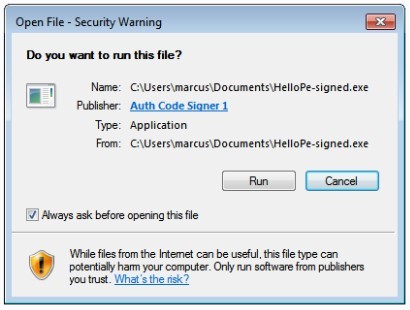 Open File - Security Warning
Do you want to run this file?
Name: C:\Users\marcus\Documents\HelloPe-signed.exe
Publisher: Auth Code Signer 1
Type: Application
From: C:\Users\marcus\Documents\HelloPe-signed.exe
Run Cancel
Always ask before opening this file
While files from the Internet can be useful, this file type can
potentially harm your computer. Only run software from publishers
you trust. What's the risk?